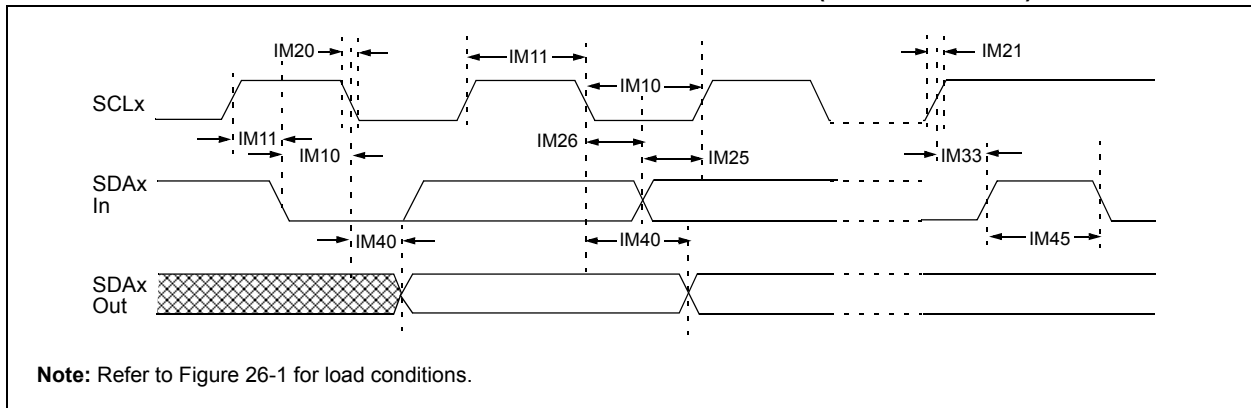 IM20
IM11
IM21
SCLx
IM10
IM11
IM10
IM26
IM25
IM33
SDAx
In
IM40
IM40
IM45
SDAx
Out
Note: Refer to Figure 26-1 for load conditions.